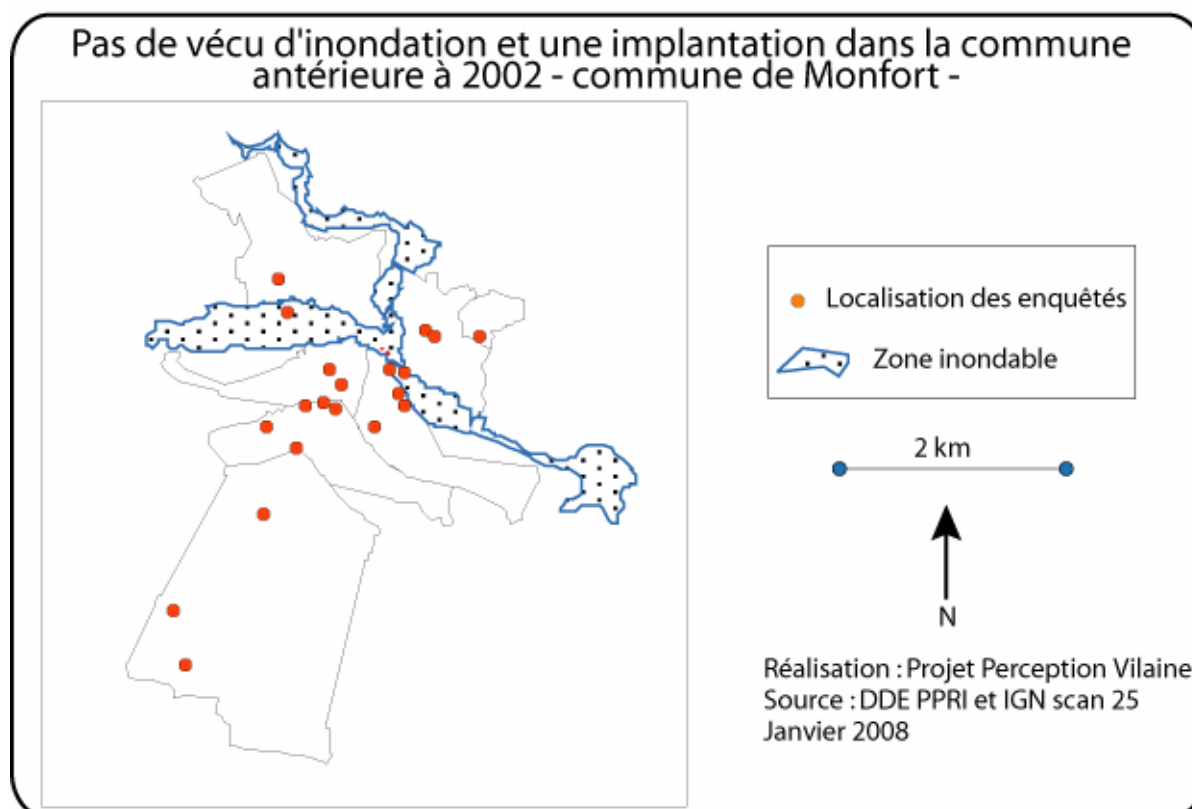 Pas de vécu d'inondation et une implantation dans la commune
antérieure à 2002 - commune de Monfort -
Localisation des enquêtés
Zone inondable
2 km
N
Réalisation : Projet Perception Vilaine
Source : DDE PPRI et IGN scan 25
Janvier 2008